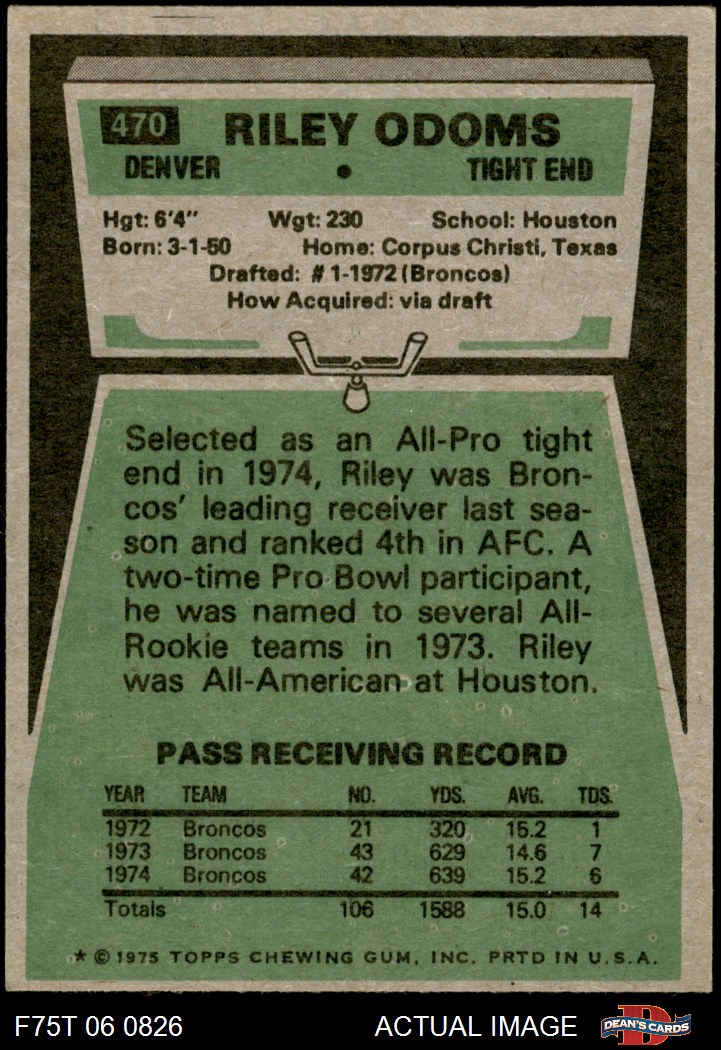 470 RILEY ODOMS
DENVER • TIGHT END
Hgt: 6'4" Wgt: 230 School: Houston
Born: 3-1-50 Home: Corpus Christi, Texas
Drafted: #1-1972 (Broncos)
How Acquired: via draft
Selected as an All-Pro tight
end in 1974, Riley was Bron-
cos' leading receiver last sea-
son and ranked 4th in AFC. A
two-time Pro Bowl participant,
he was named to several All-
Rookie teams in 1973. Riley
was All-American at Houston.
PASS RECEIVING RECORD
YEAR TEAM NO. YDS. AVG. TDS.
1972 Broncos 21 320 15.2 1
1973 Broncos 43 629 14.6 7
1974 Broncos 42 639 15.2 6
Totals 106 1588 15.0 14
* © 1975 TOPPS CHEWING GUM, INC. PRTD IN U.S.A.
F75T 06 0826 ACTUAL IMAGE D DEAN'S CARDS